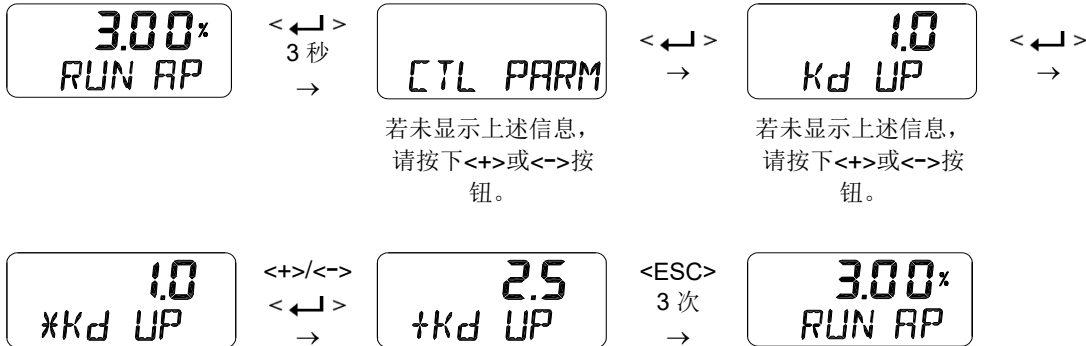 3.00%
RUN AP
< ↵ >
3 秒
→
CTL PARM
若未显示上述信息，
请按下<+>或<->按
钮。
< ↵ >
→
1.0
Kd UP
若未显示上述信息，
请按下<+>或<->按
钮。
< ↵ >
→
1.0
*Kd UP
<+>/<->
< ↵ >
→
2.5
+Kd UP
<ESC>
3 次
→
3.00%
RUN AP